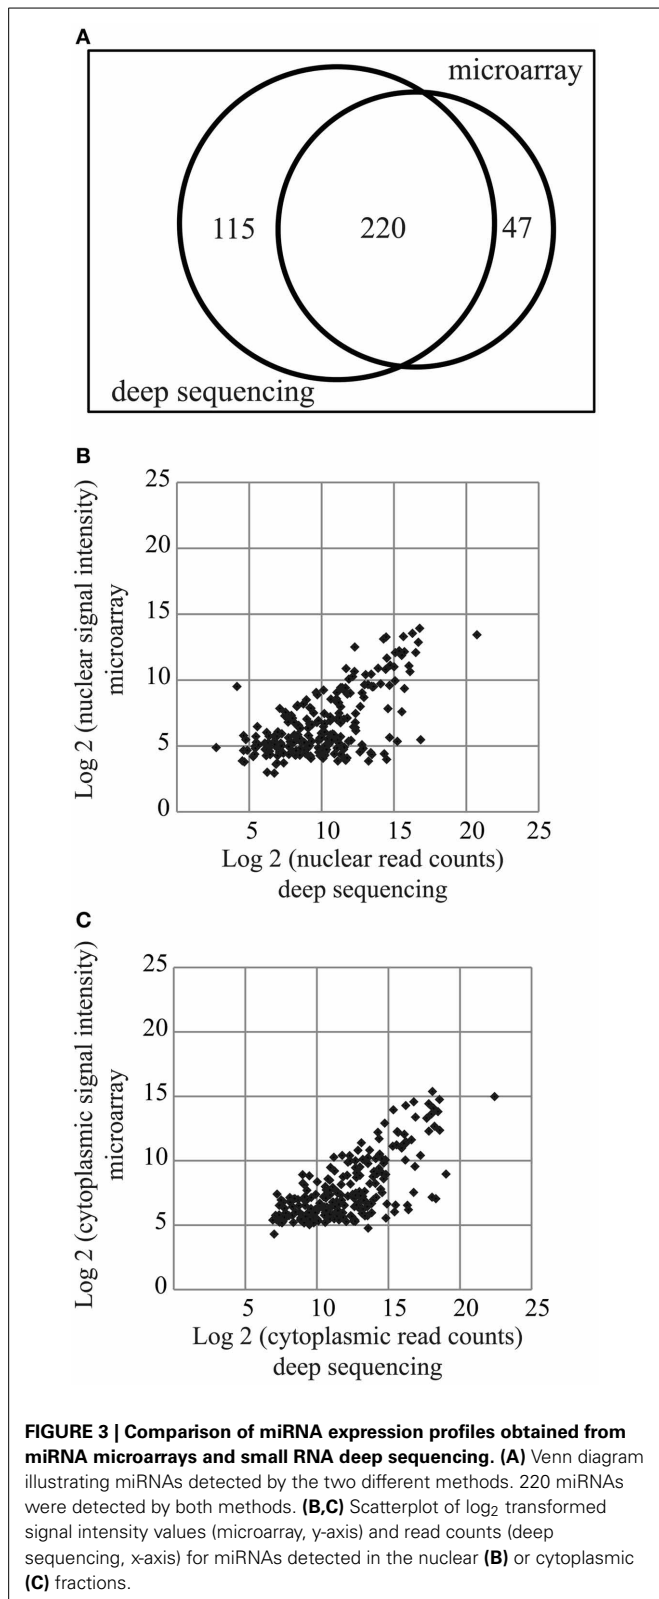 A
microarray
115
220
47
deep sequencing
B
Log 2 (nuclear signal intensity)
microarray
25
20
15
10
5
0
5 10 15 20 25
Log 2 (nuclear read counts)
deep sequencing
C
Log 2 (cytoplasmic signal intensity)
microarray
25
20
15
10
5
0
5 10 15 20 25
Log 2 (cytoplasmic read counts)
deep sequencing
FIGURE 3 | Comparison of miRNA expression profiles obtained from
miRNA microarrays and small RNA deep sequencing. (A) Venn diagram
illustrating miRNAs detected by the two different methods. 220 miRNAs
were detected by both methods. (B,C) Scatterplot of log₂ transformed
signal intensity values (microarray, y-axis) and read counts (deep
sequencing, x-axis) for miRNAs detected in the nuclear (B) or cytoplasmic
(C) fractions.